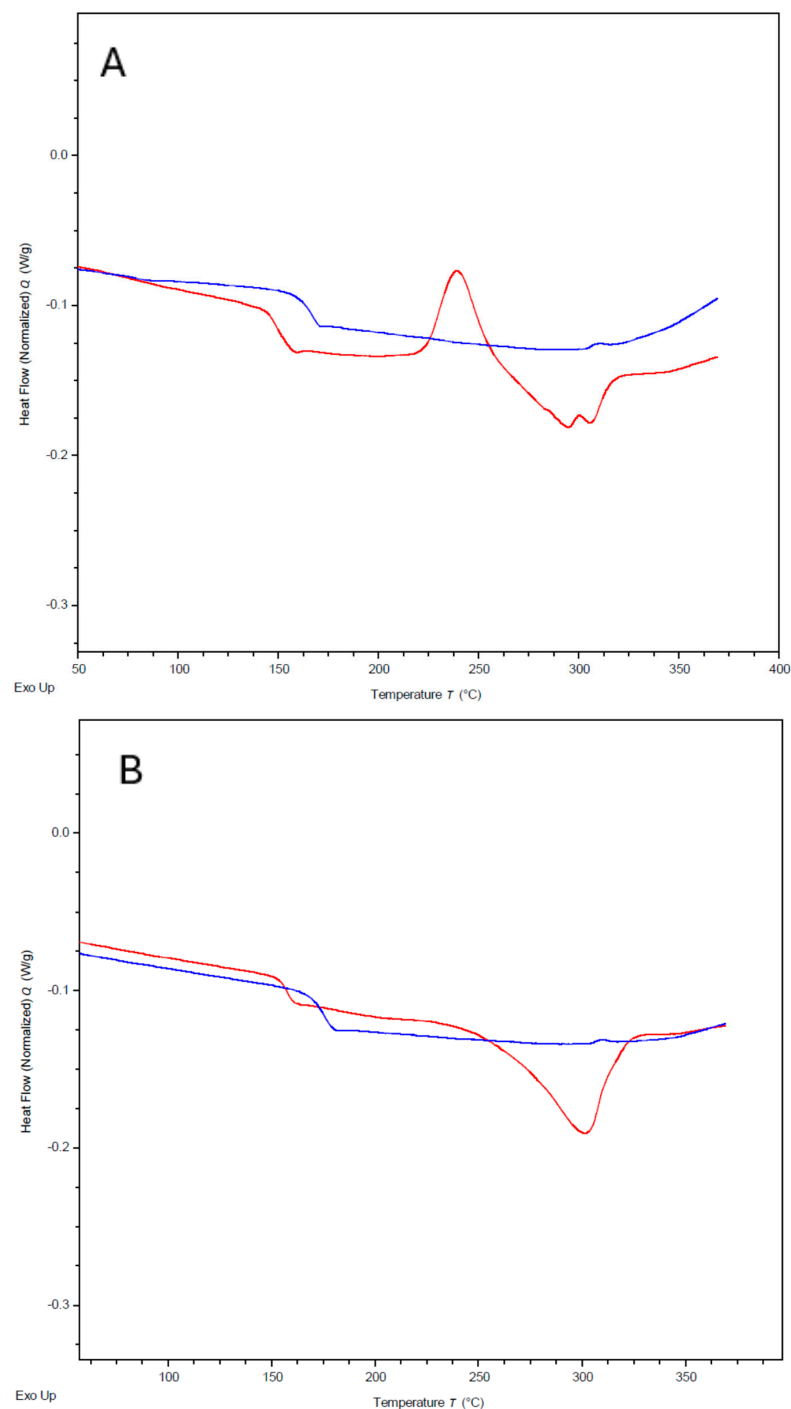 A
0.0
-0.1
-0.2
-0.3
Heat Flow (Normalized) Q (W/g)
50 100 150 200 250 300 350 400
Exo Up
Temperature T (°C)
B
0.0
-0.1
-0.2
-0.3
Heat Flow (Normalized) Q (W/g)
100 150 200 250 300 350
Exo Up
Temperature T (°C)